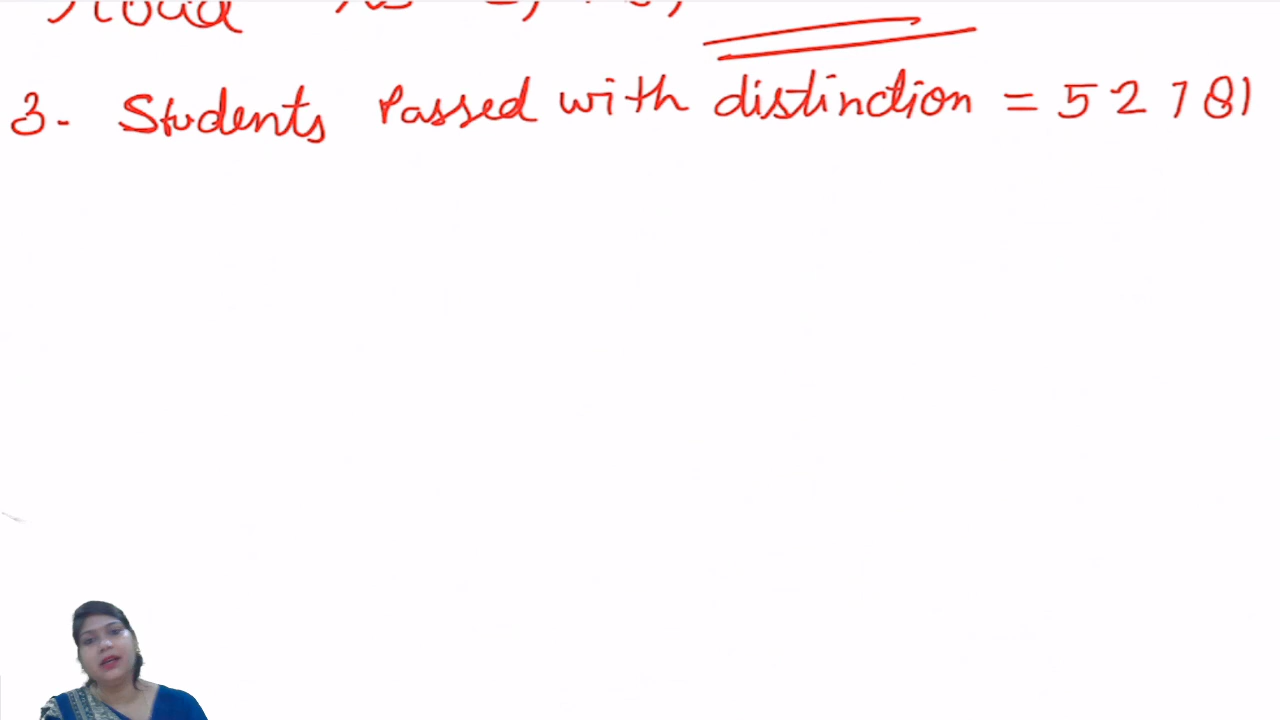 3. Students Passed with distinction = 52781